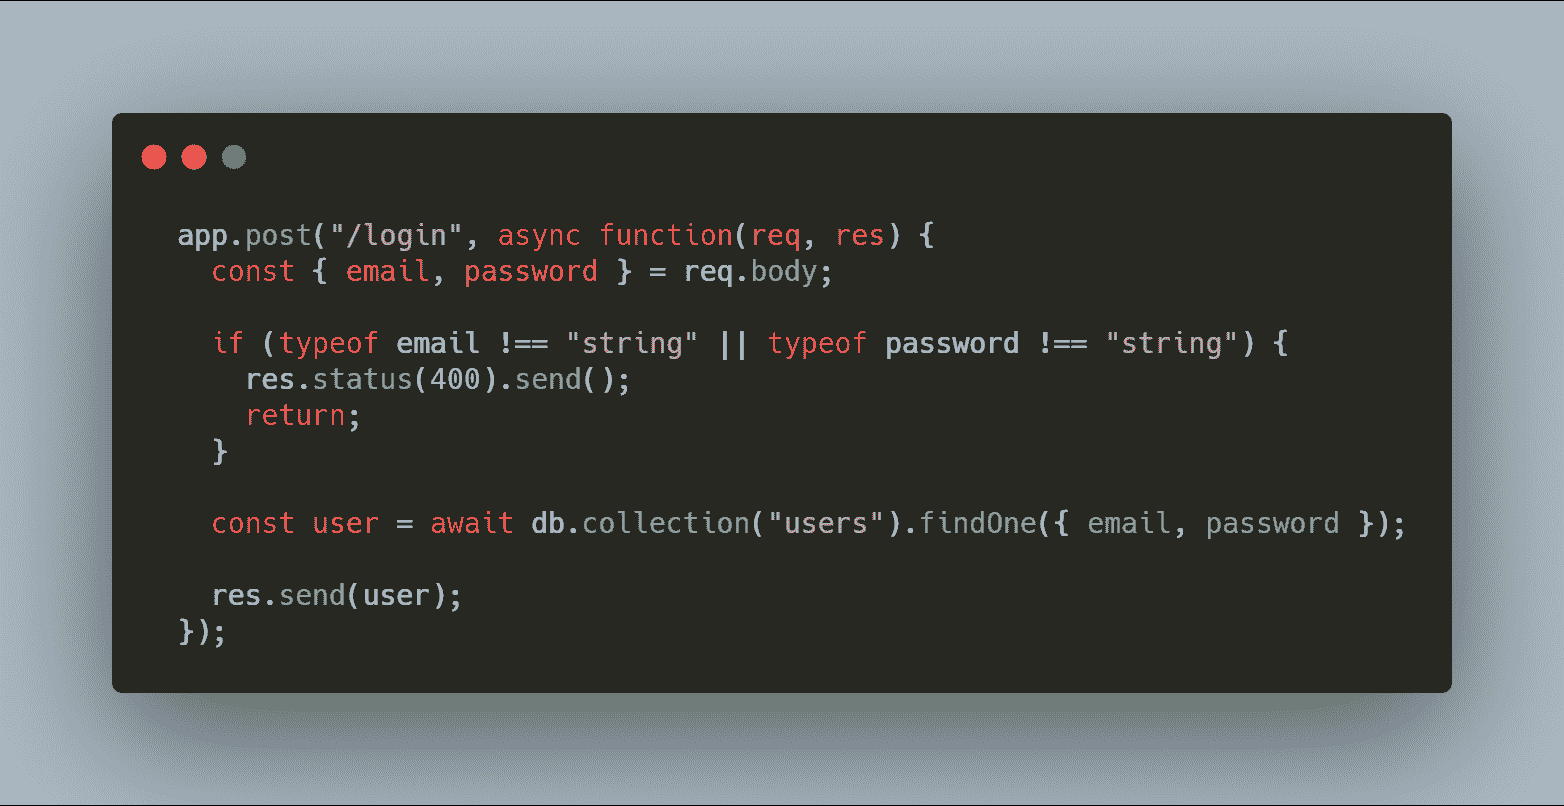 app.post("/login", async function(req, res) {
  const { email, password } = req.body;

  if (typeof email !== "string" || typeof password !== "string") {
    res.status(400).send();
    return;
  }

  const user = await db.collection("users").findOne({ email, password });

  res.send(user);
});